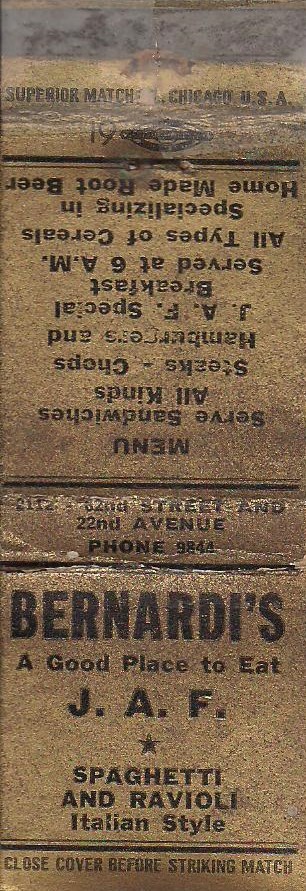 SUPERIOR MATCH CHICAGO U.S.A.
MENU
Serve Sandwiches
All Kinds
Steaks - Chops
Hamburgers and
J. A. F. Special
Breakfast
Served at 6 A.M.
All Types of Cereals
Specializing in
Home Made Root Beer
STREET AND
22nd AVENUE
PHONE 9844
BERNARDI'S
A Good Place to Eat
J. A. F.
SPAGHETTI
AND RAVIOLI
Italian Style
CLOSE COVER BEFORE STRIKING MATCH